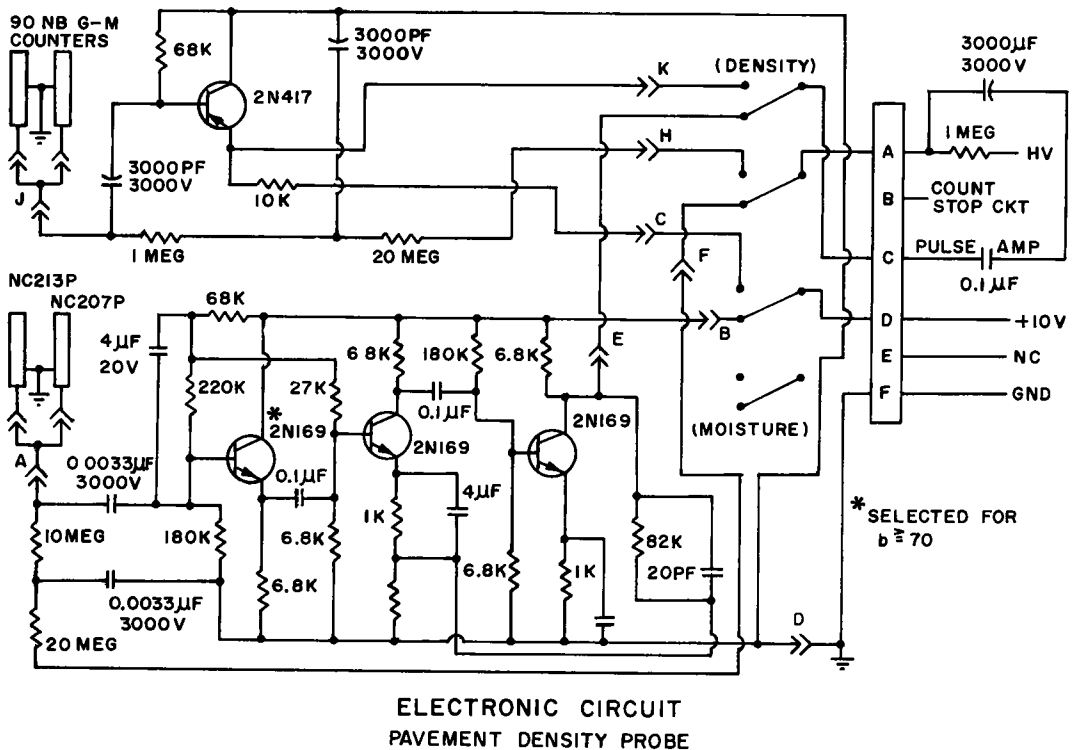 90 NB G-M
COUNTERS
68K
3000PF
3000V
2N417
K
(DENSITY)
3000µF
3000V
H
A
1 MEG
HV
3000PF
3000V
10K
B
COUNT
STOP CKT
J
C
F
C
PULSE AMP
0.1µF
1 MEG
20 MEG
NC213P
NC207P
68K
4µF
20V
6.8K
180K
6.8K
E
B
D
+10V
E
NC
220K
27K
0.1µF
F
GND
*
2N169
2N169
2N169
(MOISTURE)
A
0.0033µF
3000V
0.1µF
4µF
* SELECTED FOR
b ≧ 70
10MEG
180K
6.8K
1K
82K
6.8K
6.8K
1K
20PF
0.0033µF
3000V
D
20 MEG
ELECTRONIC CIRCUIT
PAVEMENT DENSITY PROBE